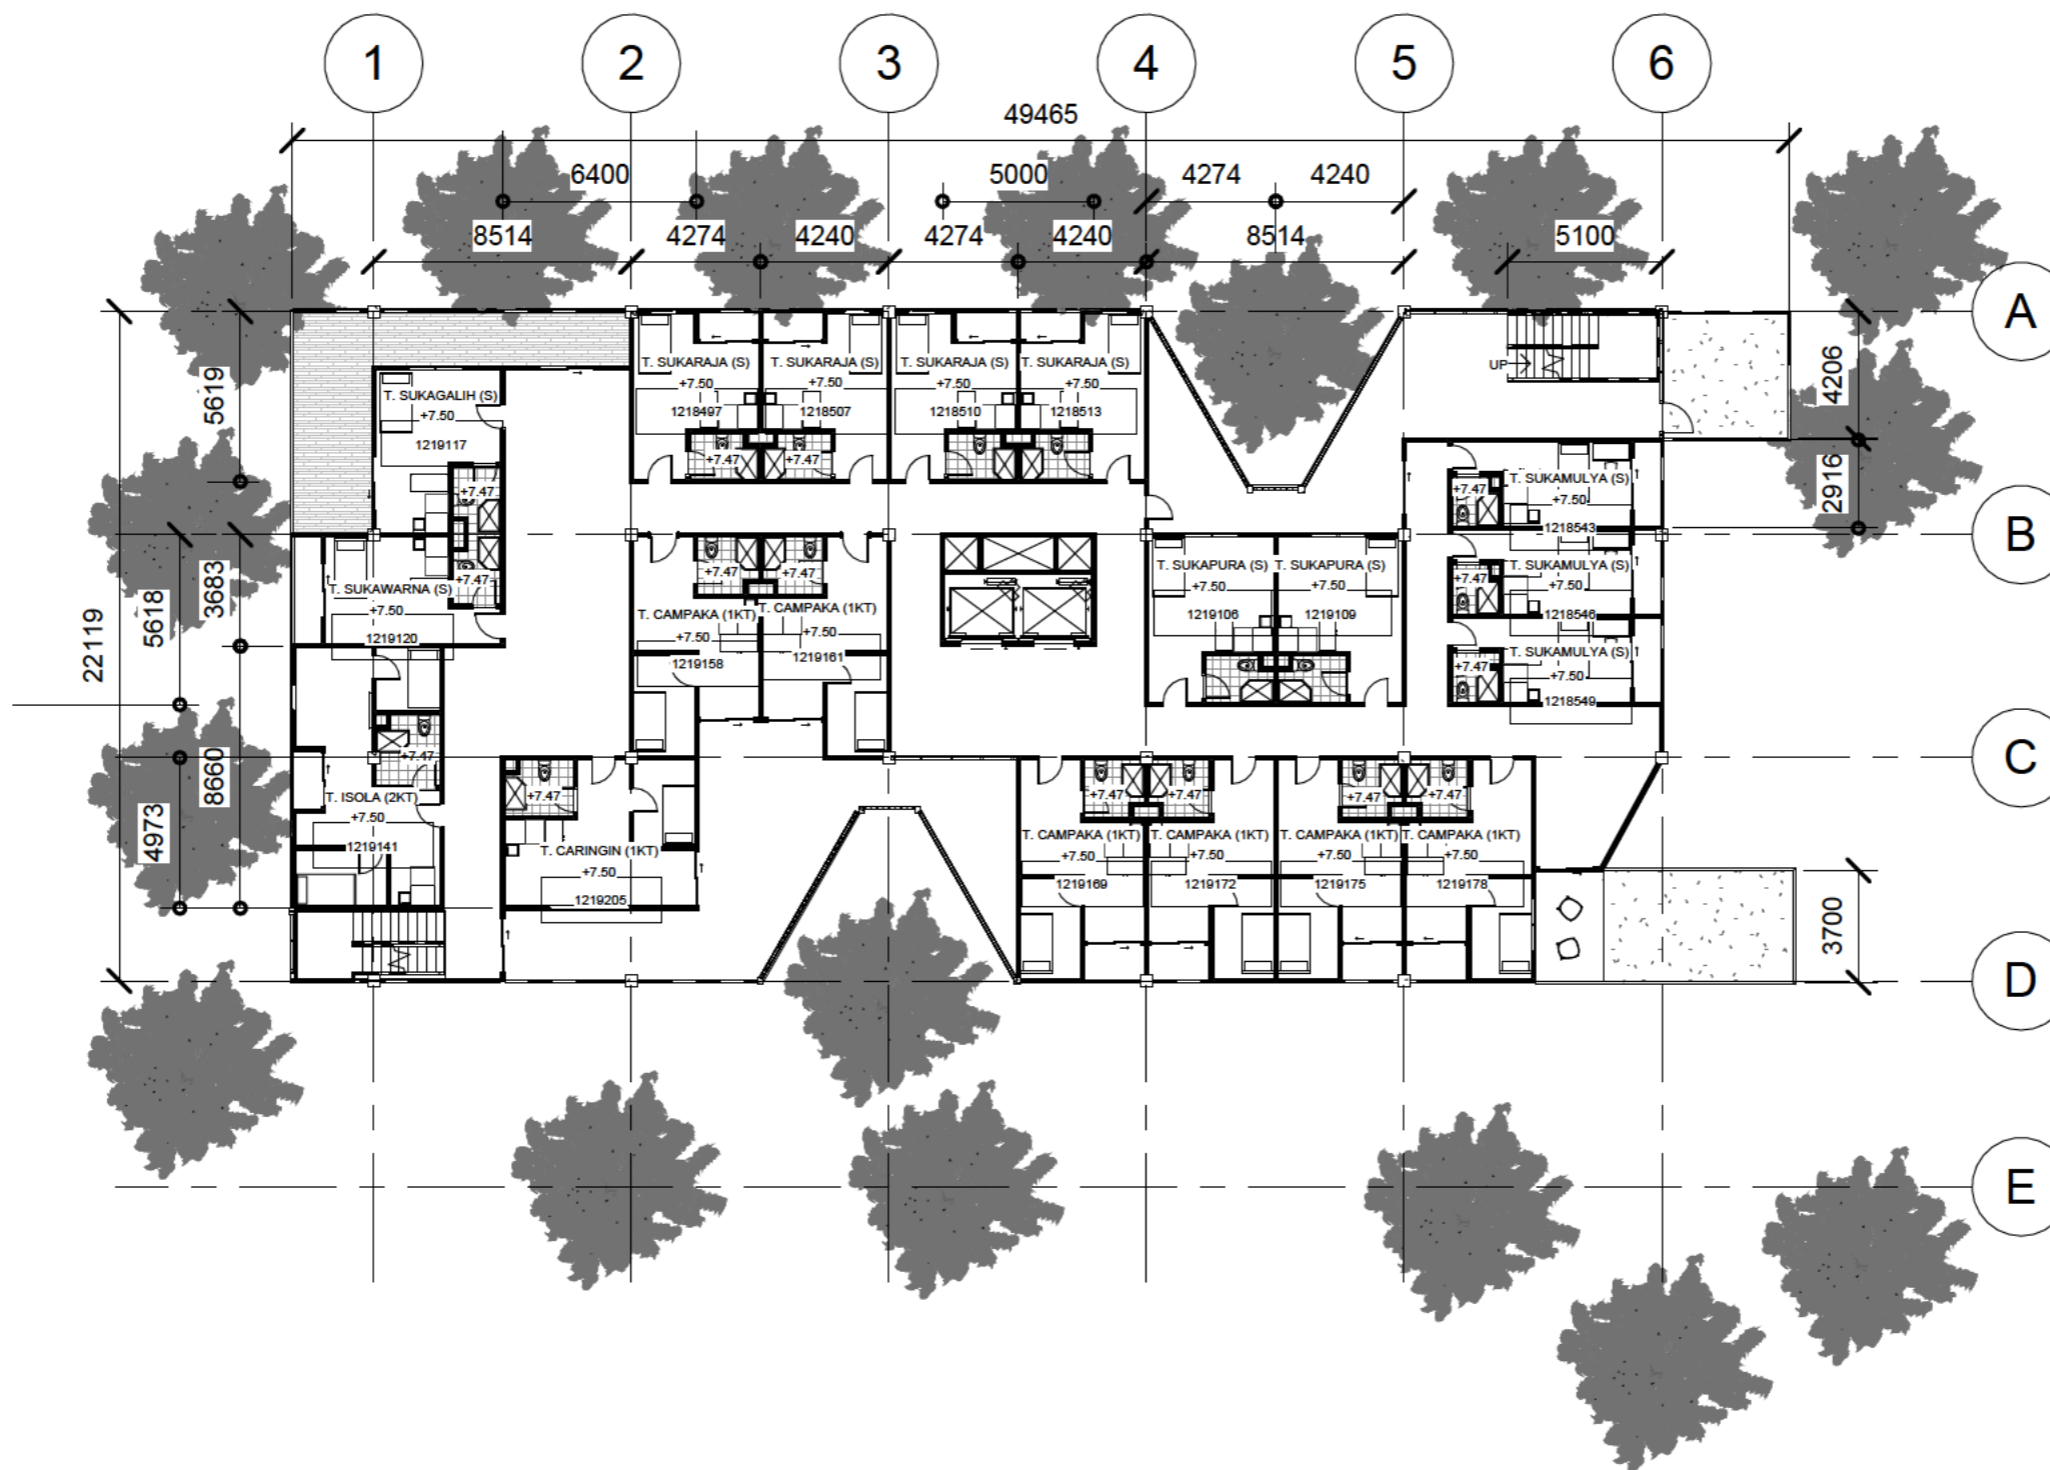 1 2 3 4 5 6
49465
6400 5000 4274 4240
8514 4274 4240 4274 4240 8514 5100
A
B
C
D
E
22119
5619
3683
5618
8660
4973
4206
2916
3700
UP
T. SUKARAJA (S) T. SUKARAJA (S) T. SUKARAJA (S) T. SUKARAJA (S)
+7.50 +7.50 +7.50 +7.50
1218497 1218507 1218510 1218513
+7.47 +7.47
T. SUKAGALIH (S)
+7.50
1219117
+7.47
T. SUKAWARNA (S)
+7.50
1219120
+7.47
T. SUKAMULYA (S)
+7.50
+7.47
1218543
T. SUKAMULYA (S)
+7.50
+7.47
1218546
T. SUKAMULYA (S)
+7.50
+7.47
1218549
+7.47 +7.47
T. CAMPAKA (1KT) T. CAMPAKA (1KT)
+7.50 +7.50
1219158 1219161
T. SUKAPURA (S) T. SUKAPURA (S)
+7.50 +7.50
1219106 1219109
+7.47
T. ISOLA (2KT)
+7.50
1219141
+7.47
T. CARINGIN (1KT)
+7.50
1219205
+7.47 +7.47 +7.47 +7.47
T. CAMPAKA (1KT) T. CAMPAKA (1KT) T. CAMPAKA (1KT) T. CAMPAKA (1KT)
+7.50 +7.50 +7.50 +7.50
1219169 1219172 1219175 1219178